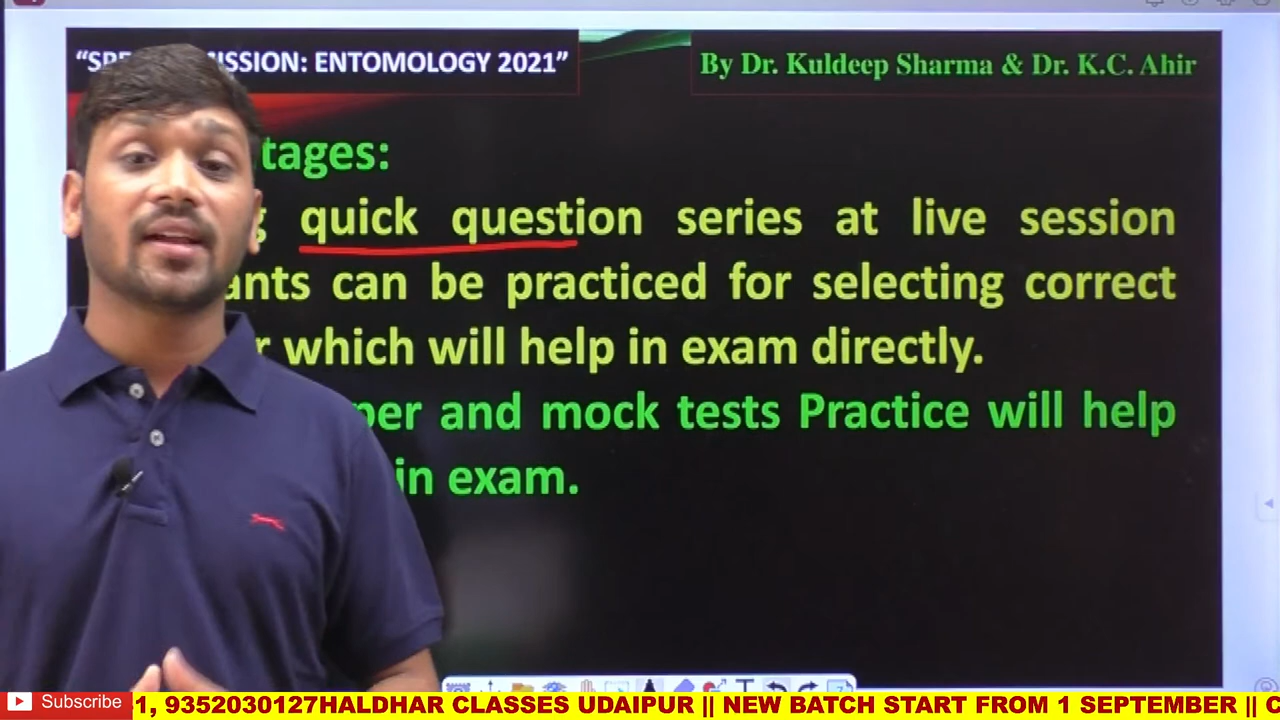 “SPE ISSION: ENTOMOLOGY 2021”
By Dr. Kuldeep Sharma & Dr. K.C. Ahir
tages:
g quick question series at live session
ants can be practiced for selecting correct
r which will help in exam directly.
per and mock tests Practice will help
in exam.
Subscribe
1, 9352030127HALDHAR CLASSES UDAIPUR || NEW BATCH START FROM 1 SEPTEMBER || C